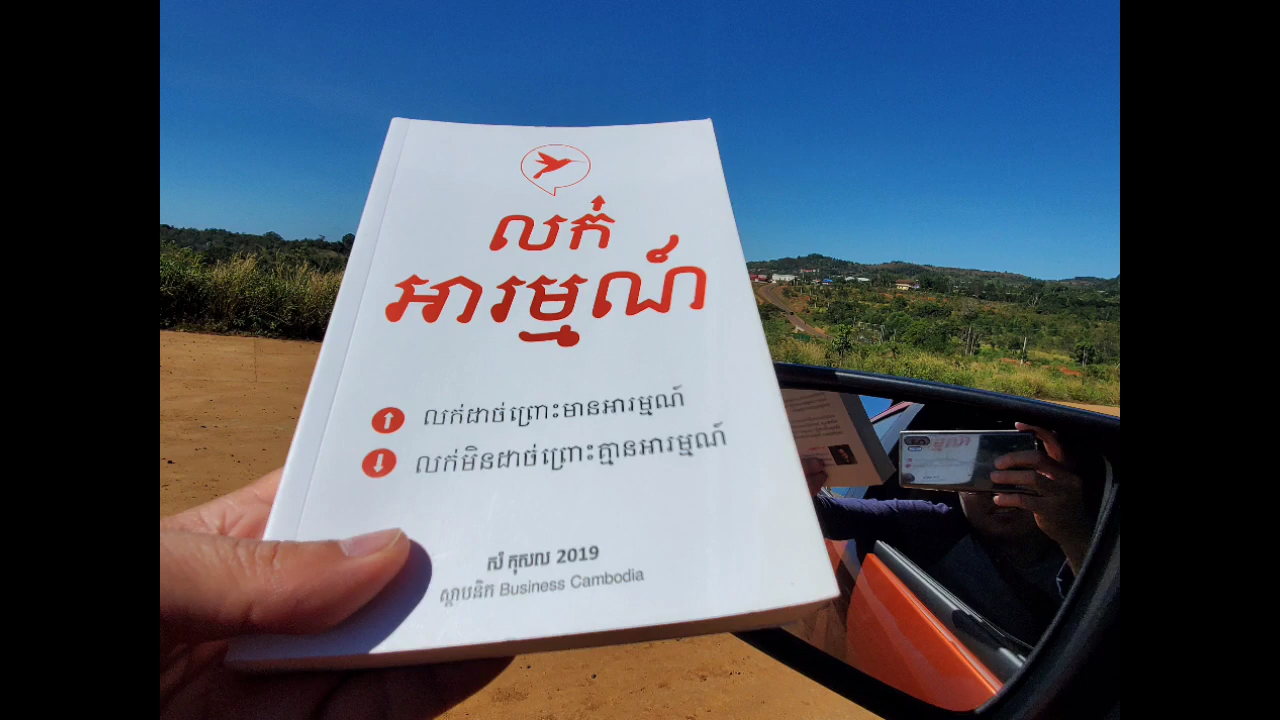 លក់
អារម្មណ៍
លក់ដាច់ព្រោះមានអារម្មណ៍
លក់មិនដាច់ព្រោះគ្មានអារម្មណ៍
សំ កុសល 2019
ស្ថាបនិក Business Cambodia